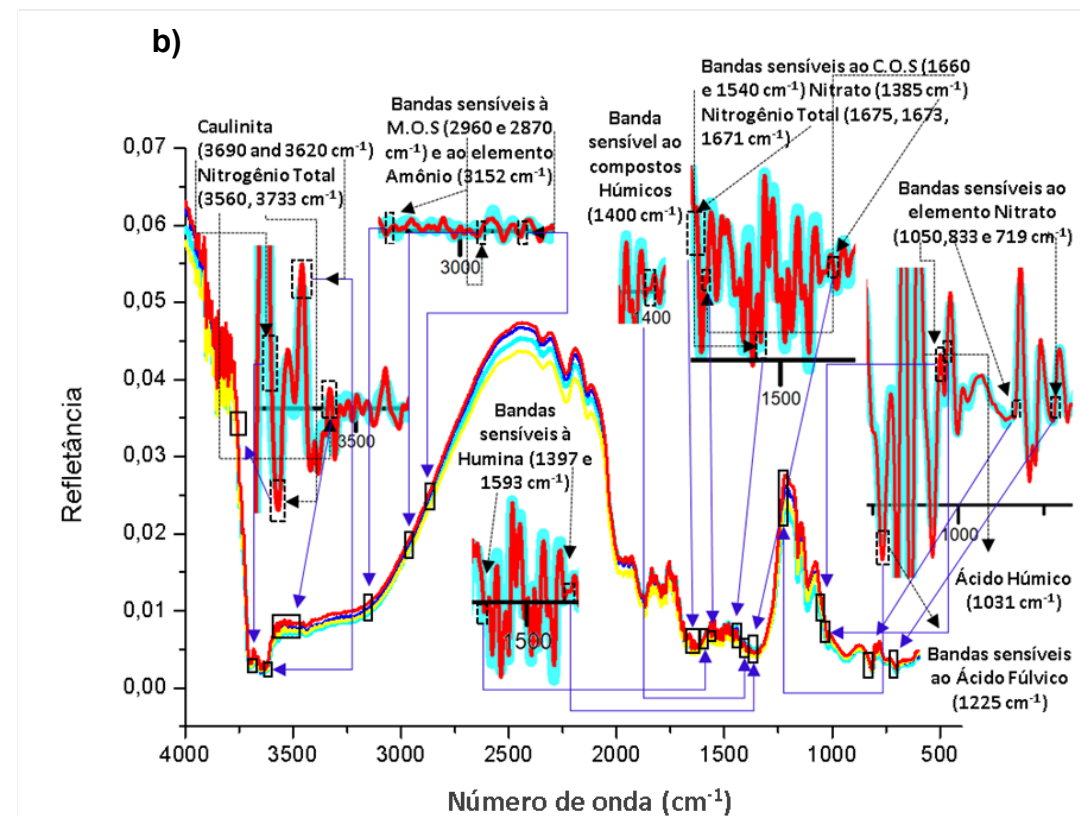 b)
Caulinita
(3690 and 3620 cm⁻¹)
Nitrogênio Total
(3560, 3733 cm⁻¹)
Bandas sensíveis à
M.O.S (2960 e 2870
cm⁻¹) e ao elemento
Amônio (3152 cm⁻¹)
Banda
sensível ao
compostos
Húmicos
(1400 cm⁻¹)
Bandas sensíveis ao C.O.S (1660
e 1540 cm⁻¹) Nitrato (1385 cm⁻¹)
Nitrogênio Total (1675, 1673,
1671 cm⁻¹)
Bandas sensíveis ao
elemento Nitrato
(1050,833 e 719 cm⁻¹)
Bandas
sensíveis à
Humina (1397 e
1593 cm⁻¹)
Ácido Húmico
(1031 cm⁻¹)
Bandas sensíveis
ao Ácido Fúlvico
(1225 cm⁻¹)
3500
3000
1400
1500
1500
1000
Refletância
0,07
0,06
0,05
0,04
0,03
0,02
0,01
0,00
4000 3500 3000 2500 2000 1500 1000 500
Número de onda (cm⁻¹)